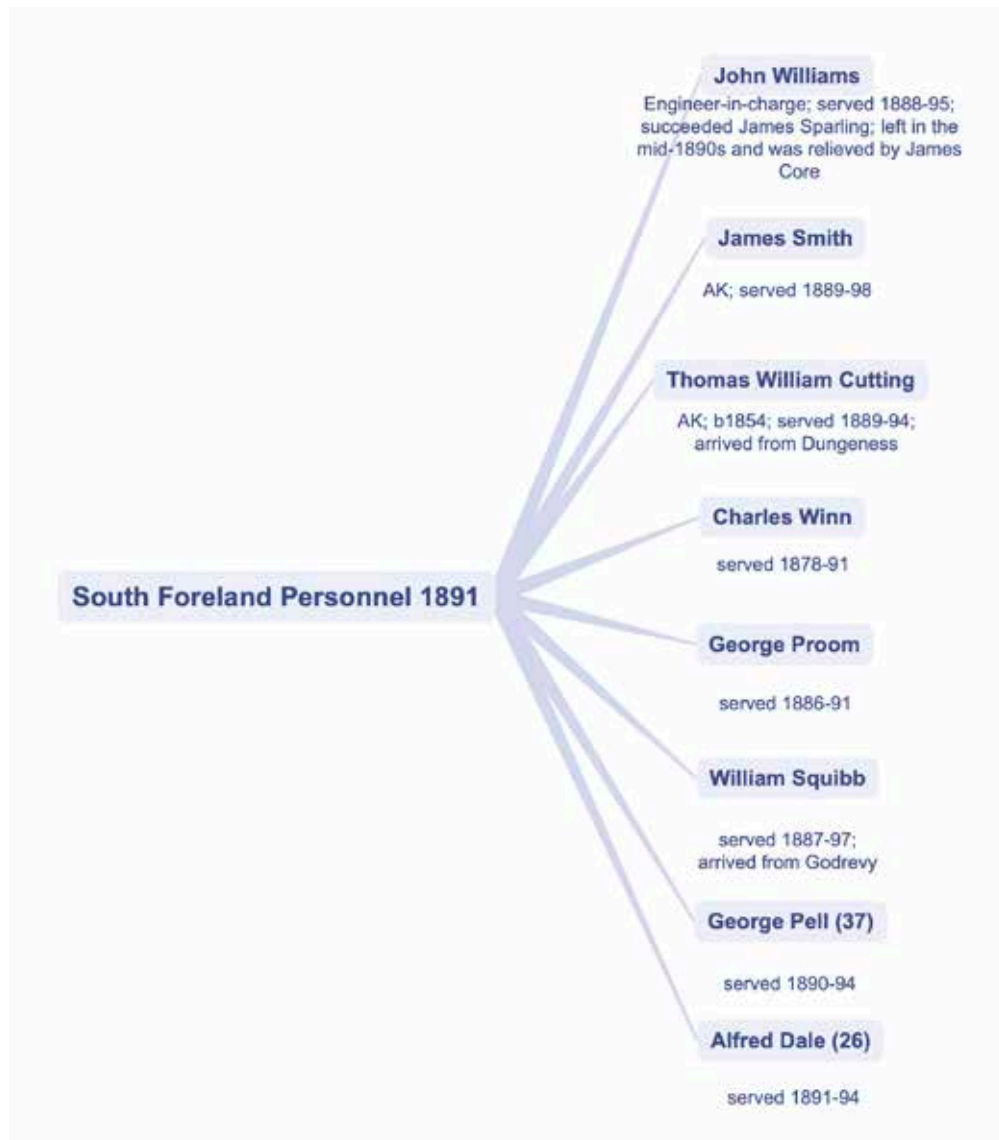 John Williams
Engineer-in-charge; served 1888-95;
succeeded James Sparling; left in the
mid-1890s and was relieved by James
Core
James Smith
AK; served 1889-98
Thomas William Cutting
AK; b1854; served 1889-94;
arrived from Dungeness
Charles Winn
served 1878-91
South Foreland Personnel 1891
George Proom
served 1886-91
William Squibb
served 1887-97;
arrived from Godrevy
George Pell (37)
served 1890-94
Alfred Dale (26)
served 1891-94